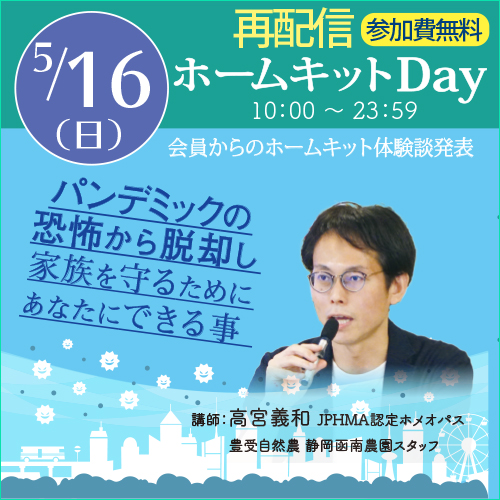 5/16
(日)
再配信 参加費無料
ホームキットDay
10:00 ～ 23:59
会員からのホームキット体験談発表
パンデミックの
恐怖から脱却し
家族を守るために
あなたにできる事
講師:高宮義和 JPHMA認定ホメオパス
豊受自然農 静岡函南農園スタッフ